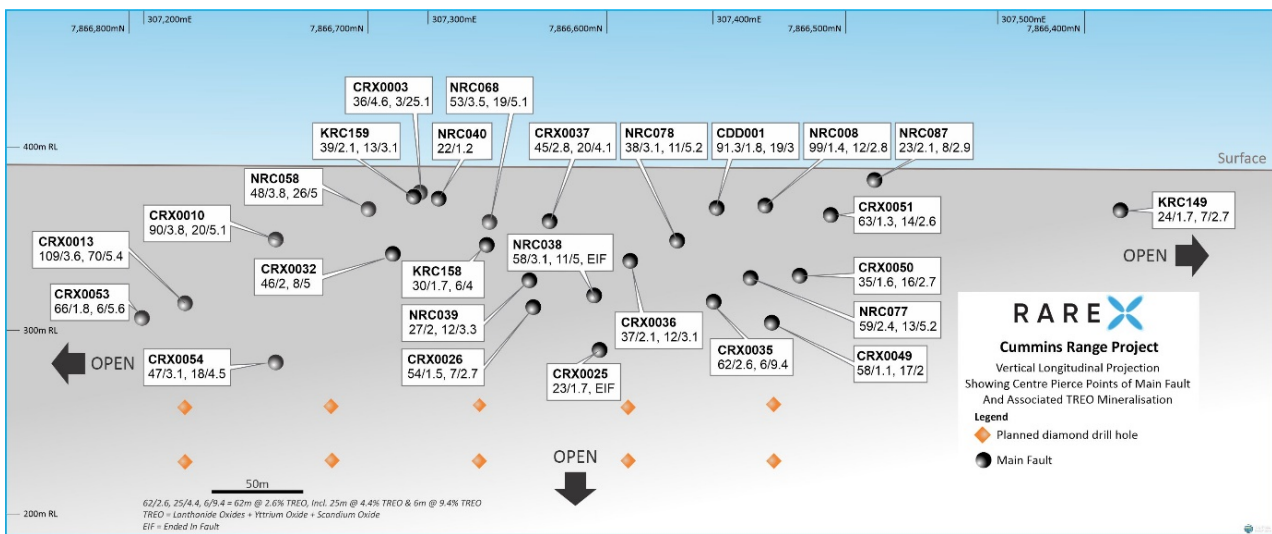 307,200mE
307,300mE
307,400mE
307,500mE
7,866,800mN
7,866,700mN
7,866,600mN
7,866,500mN
7,866,400mN
CRX0003
36/4.6, 3/25.1
NRC068
53/3.5, 19/5.1
KRC159
39/2.1, 13/3.1
NRC040
22/1.2
CRX0037
45/2.8, 20/4.1
NRC078
38/3.1, 11/5.2
CDD001
91.3/1.8, 19/3
NRC008
99/1.4, 12/2.8
NRC087
23/2.1, 8/2.9
400m RL
Surface
NRC058
48/3.8, 26/5
CRX0010
90/3.8, 20/5.1
CRX0013
109/3.6, 70/5.4
CRX0053
66/1.8, 6/5.6
CRX0032
46/2, 8/5
KRC158
30/1.7, 6/4
NRC038
58/3.1, 11/5, EIF
CRX0051
63/1.3, 14/2.6
KRC149
24/1.7, 7/2.7
OPEN
CRX0050
35/1.6, 16/2.7
NRC039
27/2, 12/3.3
CRX0036
37/2.1, 12/3.1
NRC077
59/2.4, 13/5.2
300m RL
OPEN
CRX0054
47/3.1, 18/4.5
CRX0026
54/1.5, 7/2.7
CRX0025
23/1.7, EIF
CRX0035
62/2.6, 6/9.4
CRX0049
58/1.1, 17/2
RAREX
Cummins Range Project
Vertical Longitudinal Projection
Showing Centre Pierce Points of Main Fault
And Associated TREO Mineralisation
Legend
Planned diamond drill hole
Main Fault
OPEN
50m
62/2.6, 25/4.4, 6/9.4 = 62m @ 2.6% TREO, Incl. 25m @ 4.4% TREO & 6m @ 9.4% TREO
TREO = Lanthanide Oxides + Yttrium Oxide + Scandium Oxide
EIF = Ended In Fault
200m RL